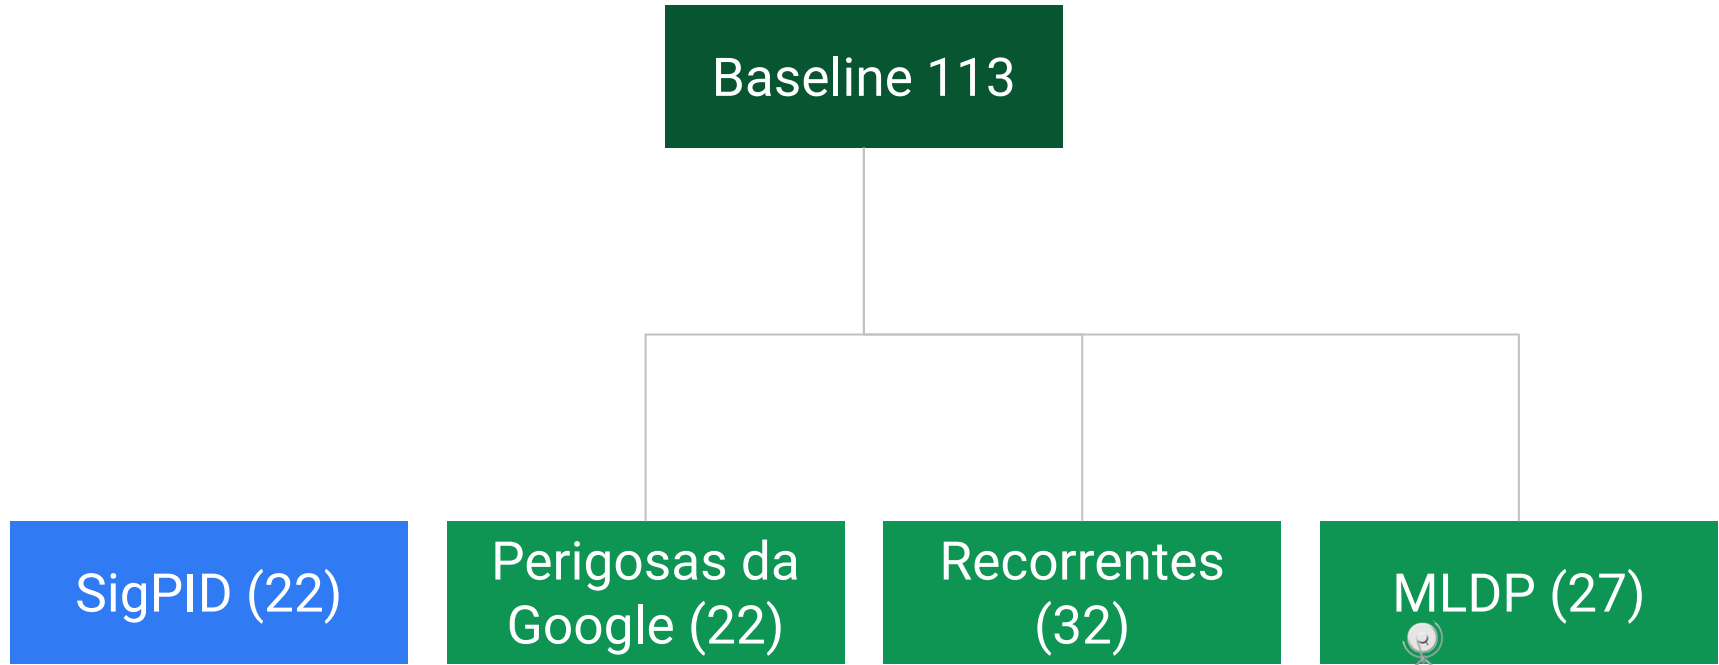 Baseline 113
SigPID (22)
Perigosas da
Google (22)
Recorrentes
(32)
MLDP (27)